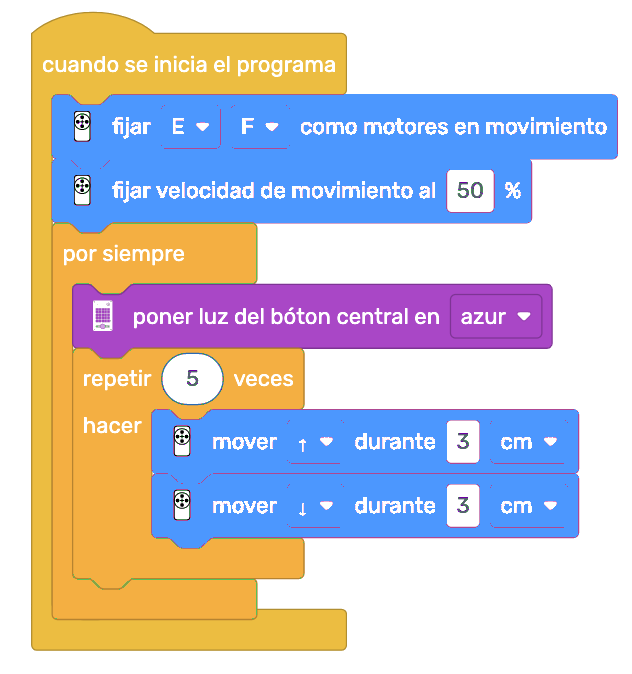 cuando se inicia el programa
fijar E F como motores en movimiento
fijar velocidad de movimiento al 50 %
por siempre
poner luz del bóton central en azur
repetir 5 veces
hacer
mover ↑ durante 3 cm
mover ↓ durante 3 cm